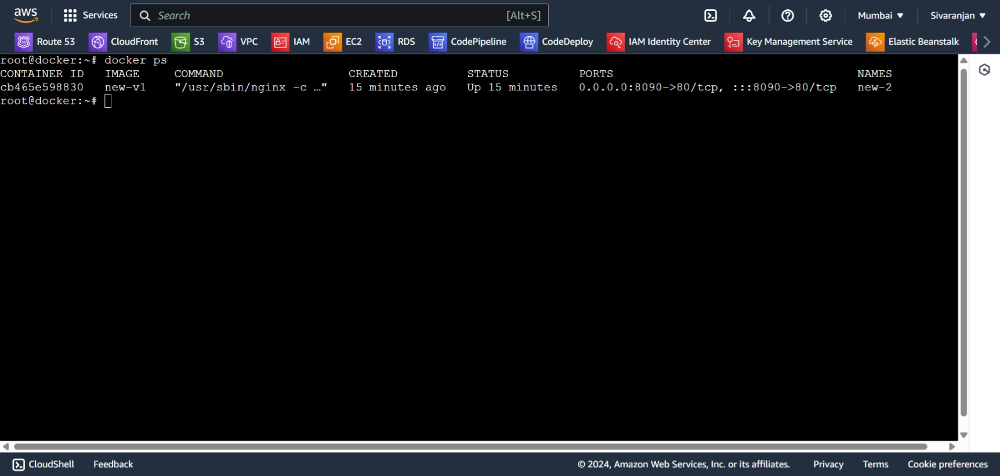 aws Services Search [Alt+S] Mumbai ▼ Sivaranjan ▼
Route 53 CloudFront S3 VPC IAM EC2 RDS CodePipeline CodeDeploy IAM Identity Center Key Management Service Elastic Beanstalk
root@docker:~# docker ps
CONTAINER ID IMAGE COMMAND CREATED STATUS PORTS NAMES
cb465e598830 new-v1 "/usr/sbin/nginx -c …" 15 minutes ago Up 15 minutes 0.0.0.0:8090->80/tcp, :::8090->80/tcp new-2
root@docker:~#
CloudShell Feedback © 2024, Amazon Web Services, Inc. or its affiliates. Privacy Terms Cookie preferences